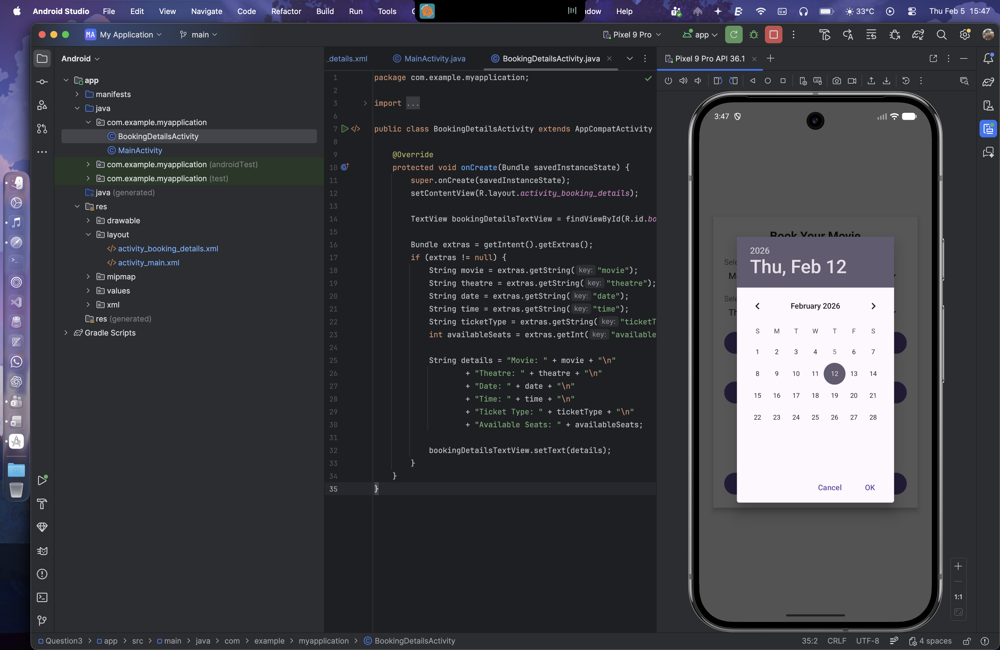 Android Studio File Edit View Navigate Code Refactor Build Run Tools Help 33°C Thu Feb 5 15:47
MA My Application main Pixel 9 Pro app
Android
app
manifests
java
com.example.myapplication
BookingDetailsActivity
MainActivity
com.example.myapplication (androidTest)
com.example.myapplication (test)
java (generated)
res
drawable
layout
activity_booking_details.xml
activity_main.xml
mipmap
values
xml
res (generated)
Gradle Scripts
_details.xml MainActivity.java BookingDetailsActivity.java
1 package com.example.myapplication;
2
3 import ...
6
7 public class BookingDetailsActivity extends AppCompatActivity
8
9 @Override
10 protected void onCreate(Bundle savedInstanceState) {
11 super.onCreate(savedInstanceState);
12 setContentView(R.layout.activity_booking_details);
13
14 TextView bookingDetailsTextView = findViewById(R.id.bo
15
16 Bundle extras = getIntent().getExtras();
17 if (extras != null) {
18 String movie = extras.getString( key: "movie");
19 String theatre = extras.getString( key: "theatre");
20 String date = extras.getString( key: "date");
21 String time = extras.getString( key: "time");
22 String ticketType = extras.getString( key: "ticketT
23 int availableSeats = extras.getInt( key: "available
24
25 String details = "Movie: " + movie + "\n"
26 + "Theatre: " + theatre + "\n"
27 + "Date: " + date + "\n"
28 + "Time: " + time + "\n"
29 + "Ticket Type: " + ticketType + "\n"
30 + "Available Seats: " + availableSeats;
31
32 bookingDetailsTextView.setText(details);
33 }
34 }
35 }
Pixel 9 Pro API 36.1
3:47
Book Your Movie
2026
Thu, Feb 12
February 2026
S M T W T F S
1 2 3 4 5 6 7
8 9 10 11 12 13 14
15 16 17 18 19 20 21
22 23 24 25 26 27 28
Cancel OK
1:1
Question3 > app > src > main > java > com > example > myapplication > BookingDetailsActivity
35:2 CRLF UTF-8 4 spaces